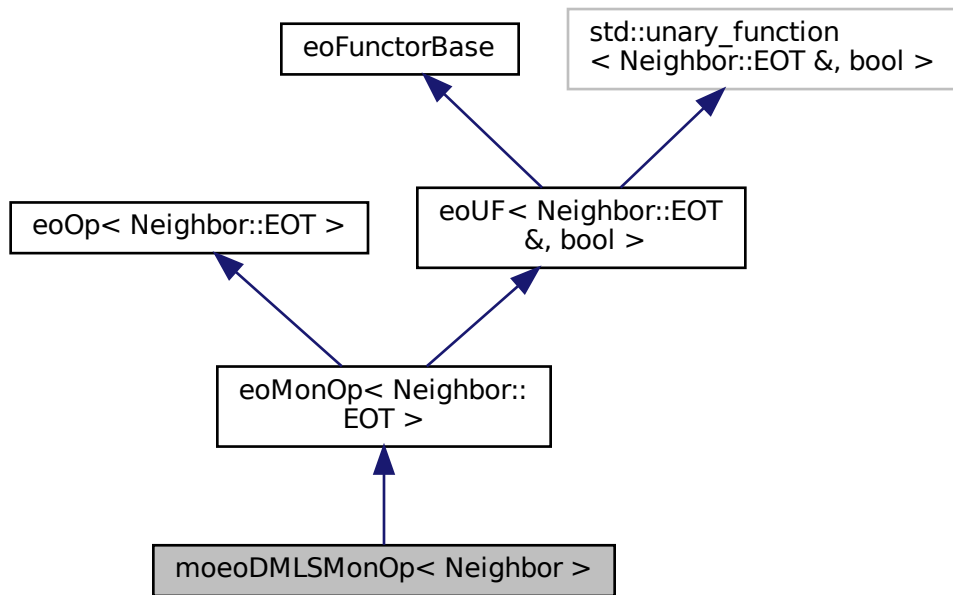 eoFunctorBase
std::unary_function
< Neighbor::EOT &, bool >
eoOp< Neighbor::EOT >
eoUF< Neighbor::EOT
&, bool >
eoMonOp< Neighbor::
EOT >
moeoDMLSMonOp< Neighbor >